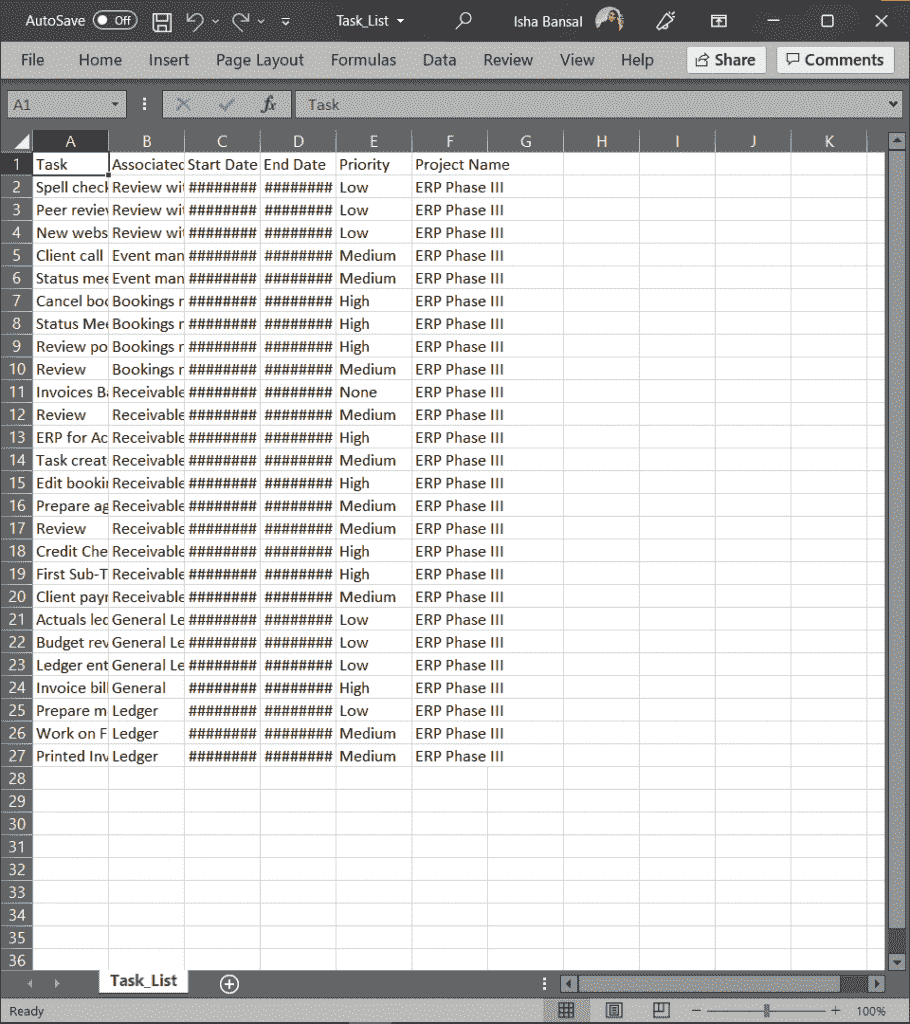 AutoSave Off Task_List Isha Bansal
File Home Insert Page Layout Formulas Data Review View Help Share Comments
A1 fx Task
A B C D E F G H I J K
1 Task Associated Start Date End Date Priority Project Name
2 Spell check Review wi ######## ######## Low ERP Phase III
3 Peer review Review wi ######## ######## Low ERP Phase III
4 New webs Review wi ######## ######## Low ERP Phase III
5 Client call Event man ######## ######## Medium ERP Phase III
6 Status mee Event man ######## ######## Medium ERP Phase III
7 Cancel boo Bookings r ######## ######## High ERP Phase III
8 Status Mee Bookings r ######## ######## High ERP Phase III
9 Review po Bookings r ######## ######## High ERP Phase III
10 Review Bookings r ######## ######## Medium ERP Phase III
11 Invoices Ba Receivable ######## ######## None ERP Phase III
12 Review Receivable ######## ######## Medium ERP Phase III
13 ERP for Ac Receivable ######## ######## High ERP Phase III
14 Task creat Receivable ######## ######## Medium ERP Phase III
15 Edit bookin Receivable ######## ######## High ERP Phase III
16 Prepare ag Receivable ######## ######## Medium ERP Phase III
17 Review Receivable ######## ######## Medium ERP Phase III
18 Credit Che Receivable ######## ######## High ERP Phase III
19 First Sub-T Receivable ######## ######## High ERP Phase III
20 Client payr Receivable ######## ######## Medium ERP Phase III
21 Actuals led General Le ######## ######## Low ERP Phase III
22 Budget rev General Le ######## ######## Low ERP Phase III
23 Ledger ent General Le ######## ######## Low ERP Phase III
24 Invoice bill General ######## ######## High ERP Phase III
25 Prepare m Ledger ######## ######## Low ERP Phase III
26 Work on F Ledger ######## ######## Medium ERP Phase III
27 Printed Inv Ledger ######## ######## Medium ERP Phase III
28
29
30
31
32
33
34
35
36
Task_List
Ready 100%